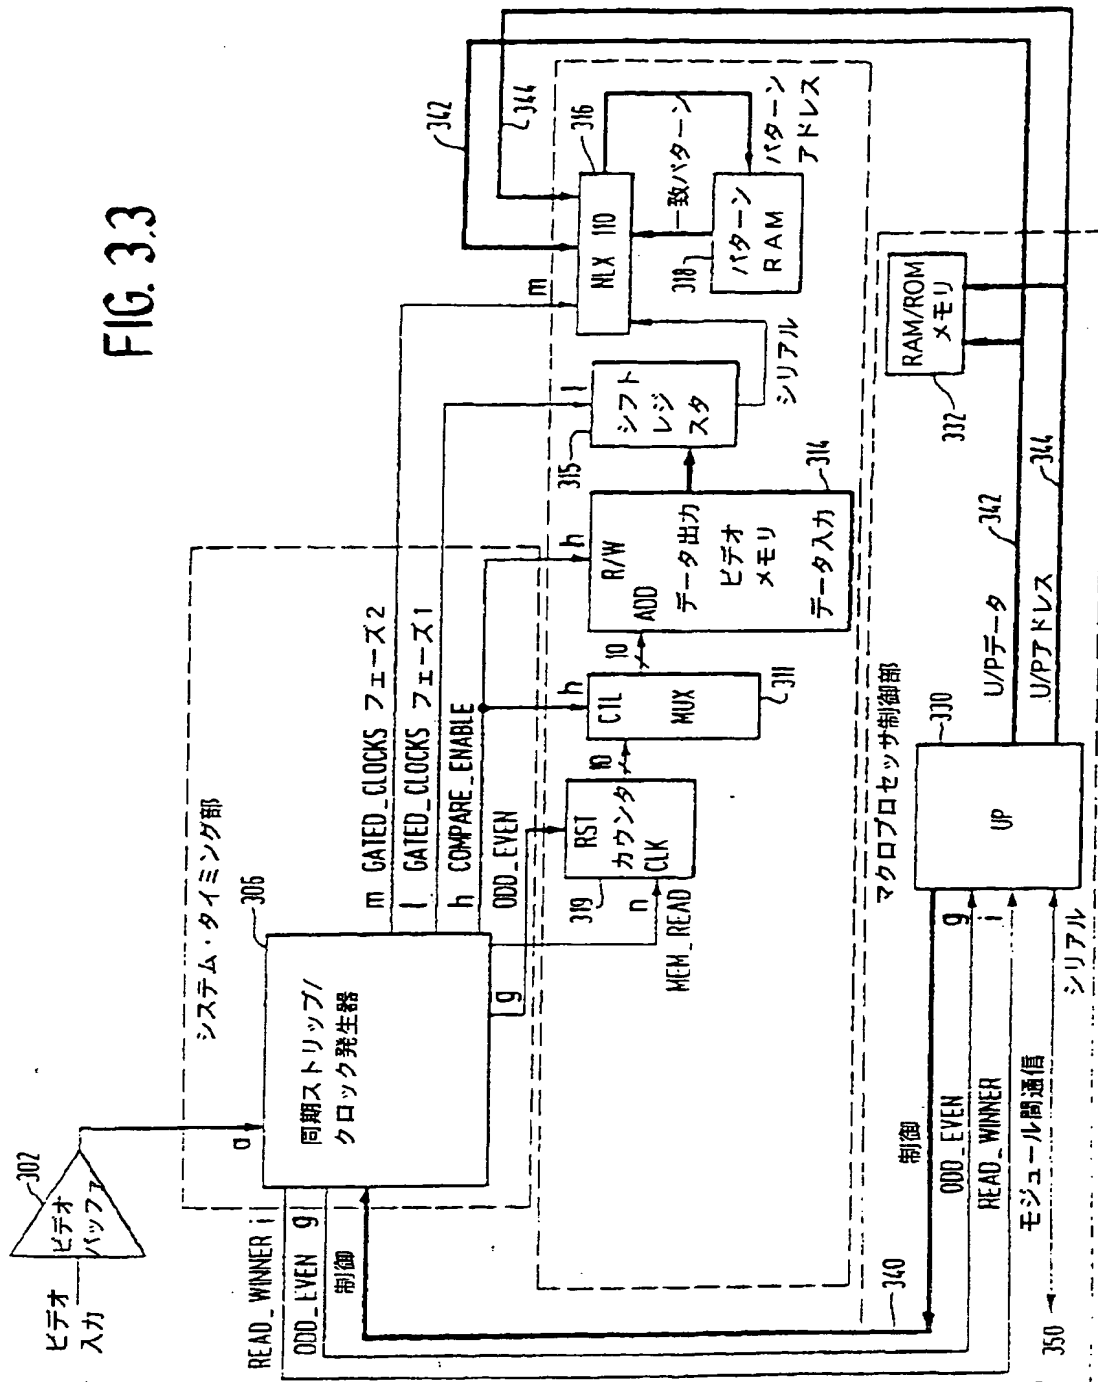 FIG. 3.3
ビデオ
入力
ビデオ
バッファ
302
a
システム・タイミング部
306
同期ストリップ/
クロック発生器
READ_WINNER i
ODD_EVEN g
制御
m GATED_CLOCKS フェーズ2
l GATED_CLOCKS フェーズ1
h COMPARE_ENABLE
ODD_EVEN
g
n
MEM_READ
319
RST
カウンタ
CLK
10
h
CTL
MUX
311
10
h
R/W
ADD
データ出力
ビデオ
メモリ
データ入力
314
315
l
シフト
レジ
スタ
シリアル
m
NLX 110
316
342
344
一致パターン
318
パターン
RAM
パターン
アドレス
マクロプロセッサ制御部
330
UP
U/Pデータ
342
U/Pアドレス
344
332
RAM/ROM
メモリ
制御
340
ODD_EVEN
g
READ_WINNER
i
モジュール間通信
350
シリアル